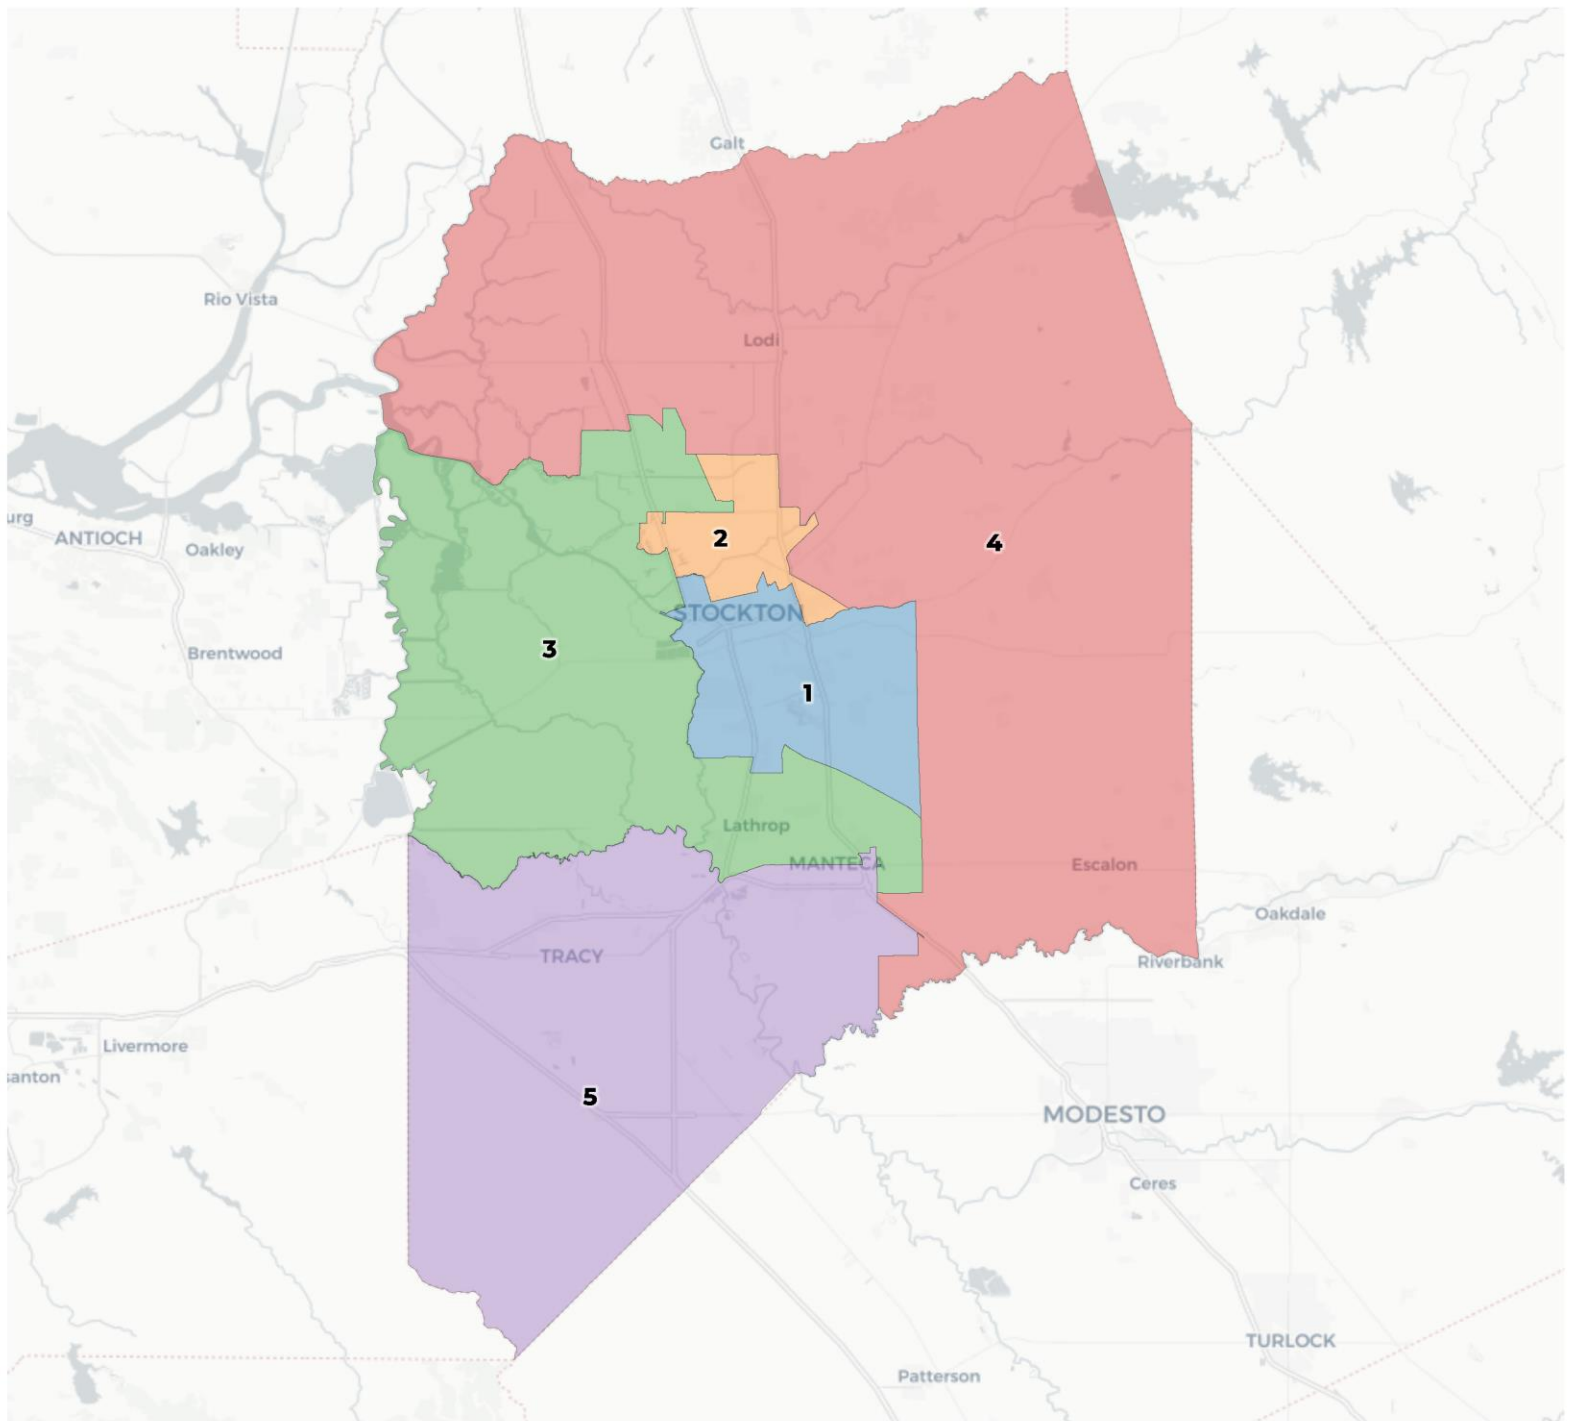 Galt
Rio Vista
Lodi
urg
ANTIOCH
Oakley
2
4
STOCKTON
3
Brentwood
1
Lathrop
MANTECA
Escalon
Oakdale
TRACY
Riverbank
Livermore
santon
5
MODESTO
Ceres
TURLOCK
Patterson